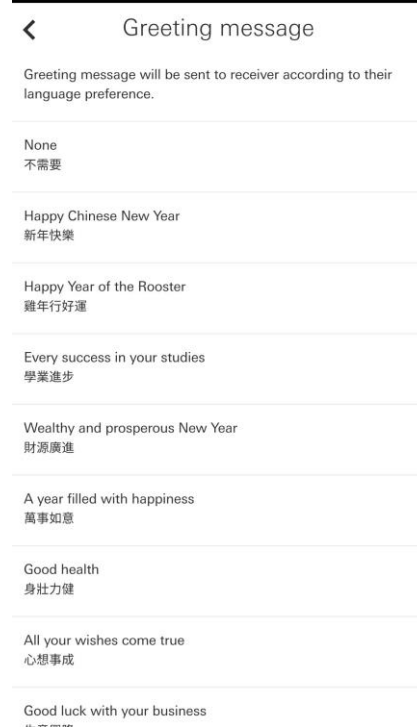 Greeting message
Greeting message will be sent to receiver according to their
language preference.
None
不需要
Happy Chinese New Year
新年快樂
Happy Year of the Rooster
雞年行好運
Every success in your studies
學業進步
Wealthy and prosperous New Year
財源廣進
A year filled with happiness
萬事如意
Good health
身壯力健
All your wishes come true
心想事成
Good luck with your business